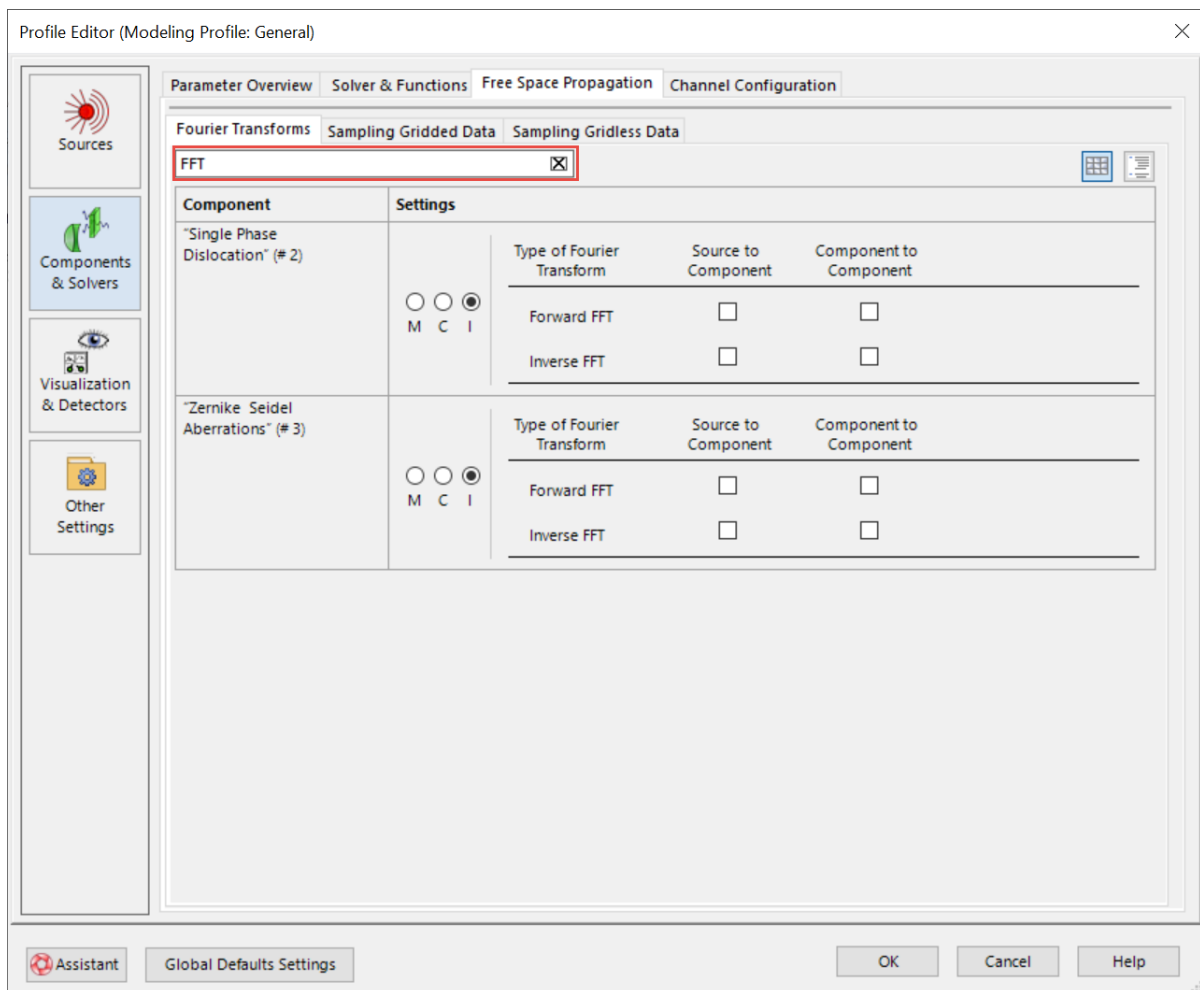 Profile Editor (Modeling Profile: General)
Sources
Components
& Solvers
Visualization
& Detectors
Other
Settings
Parameter Overview
Solver & Functions
Free Space Propagation
Channel Configuration
Fourier Transforms
Sampling Gridded Data
Sampling Gridless Data
FFT
Component
Settings
"Single Phase
Dislocation" (# 2)
M C I
Type of Fourier
Transform
Source to
Component
Component to
Component
Forward FFT
Inverse FFT
"Zernike Seidel
Aberrations" (# 3)
M C I
Type of Fourier
Transform
Source to
Component
Component to
Component
Forward FFT
Inverse FFT
Assistant
Global Defaults Settings
OK
Cancel
Help